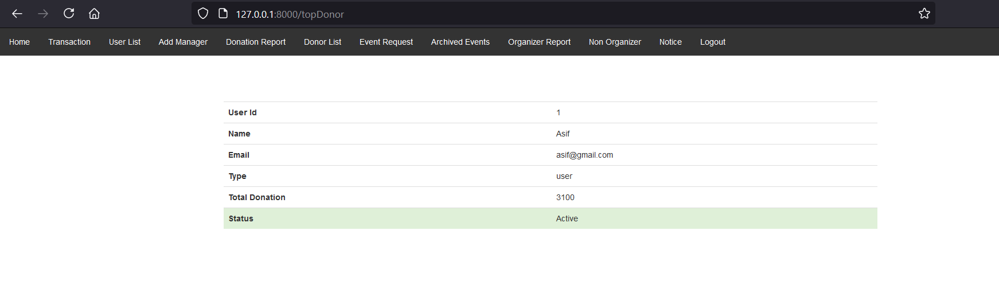 127.0.0.1:8000/topDonor
Home Transaction User List Add Manager Donation Report Donor List Event Request Archived Events Organizer Report Non Organizer Notice Logout
User Id 1
Name Asif
Email asif@gmail.com
Type user
Total Donation 3100
Status Active